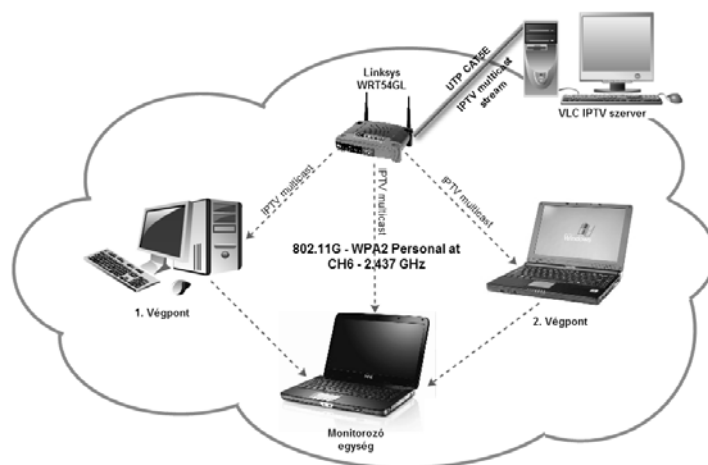 Linksys
WRT54GL
UTP CAT5E
IPTV multicast
stream
VLC IPTV szerver
IPTV multicast
IPTV multicast
IPTV multicast
802.11G - WPA2 Personal at
CH6 - 2,437 GHz
1. Végpont
2. Végpont
Monitorozó
egység